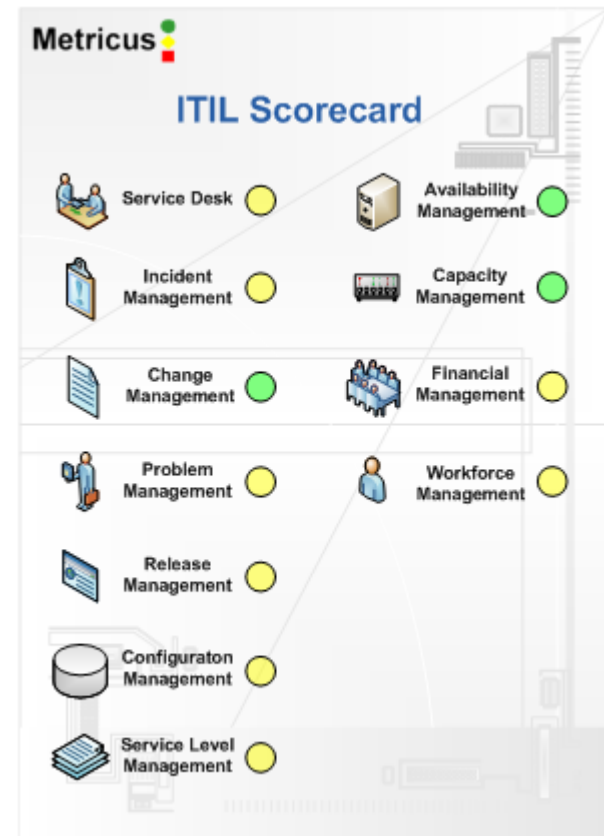 Metricus
ITIL Scorecard
Service Desk
Incident
Management
Change
Management
Problem
Management
Release
Management
Configuraton
Management
Service Level
Management
Availability
Management
Capacity
Management
Financial
Management
Workforce
Management